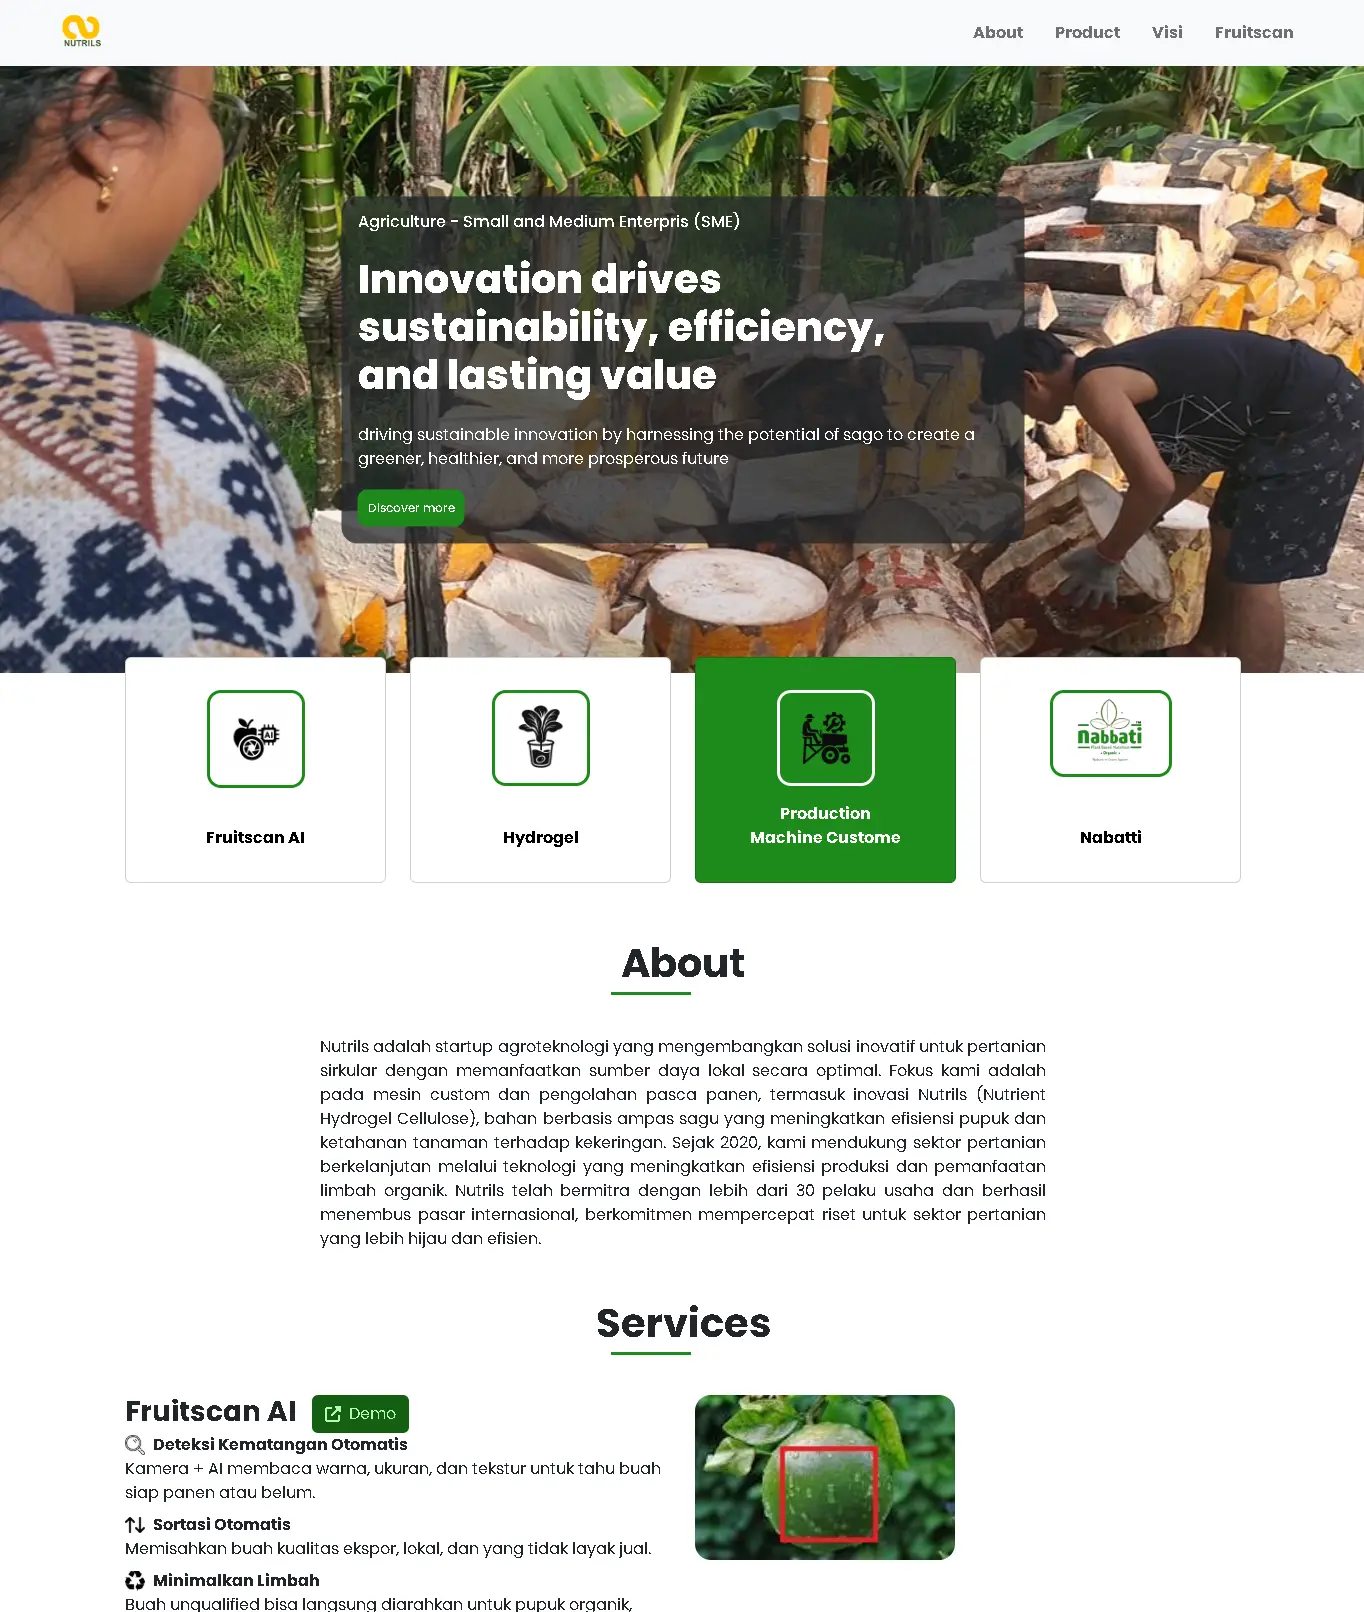 NUTRILS
About
Product
Visi
Fruitscan
Agriculture - Small and Medium Enterpris (SME)
Innovation drives
sustainability, efficiency,
and lasting value
driving sustainable innovation by harnessing the potential of sago to create a
greener, healthier, and more prosperous future
Discover more
AI
Fruitscan AI
Hydrogel
Production
Machine Custome
Nabbati
Plant Based Nutrition
Organic
Nabatti
About
Nutrils adalah startup agroteknologi yang mengembangkan solusi inovatif untuk pertanian
sirkular dengan memanfaatkan sumber daya lokal secara optimal. Fokus kami adalah
pada mesin custom dan pengolahan pasca panen, termasuk inovasi Nutrils (Nutrient
Hydrogel Cellulose), bahan berbasis ampas sagu yang meningkatkan efisiensi pupuk dan
ketahanan tanaman terhadap kekeringan. Sejak 2020, kami mendukung sektor pertanian
berkelanjutan melalui teknologi yang meningkatkan efisiensi produksi dan pemanfaatan
limbah organik. Nutrils telah bermitra dengan lebih dari 30 pelaku usaha dan berhasil
menembus pasar internasional, berkomitmen mempercepat riset untuk sektor pertanian
yang lebih hijau dan efisien.
Services
Fruitscan AI
Demo
Deteksi Kematangan Otomatis
Kamera + AI membaca warna, ukuran, dan tekstur untuk tahu buah
siap panen atau belum.
Sortasi Otomatis
Memisahkan buah kualitas ekspor, lokal, dan yang tidak layak jual.
Minimalkan Limbah
Buah unqualified bisa langsung diarahkan untuk pupuk organik,